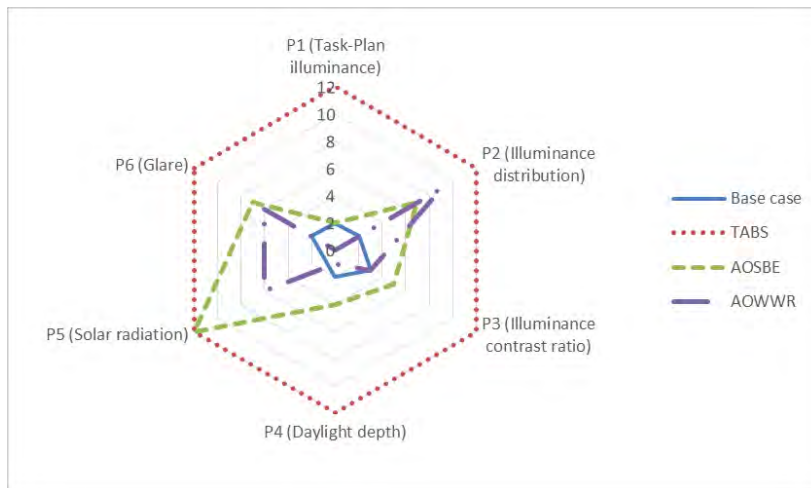 P1 (Task-Plan
illuminance)
12
10
8
6
4
2
0
P2 (Illuminance
distribution)
P3 (Illuminance
contrast ratio)
P4 (Daylight depth)
P5 (Solar radiation)
P6 (Glare)
Base case
TABS
AOSBE
AOWWR